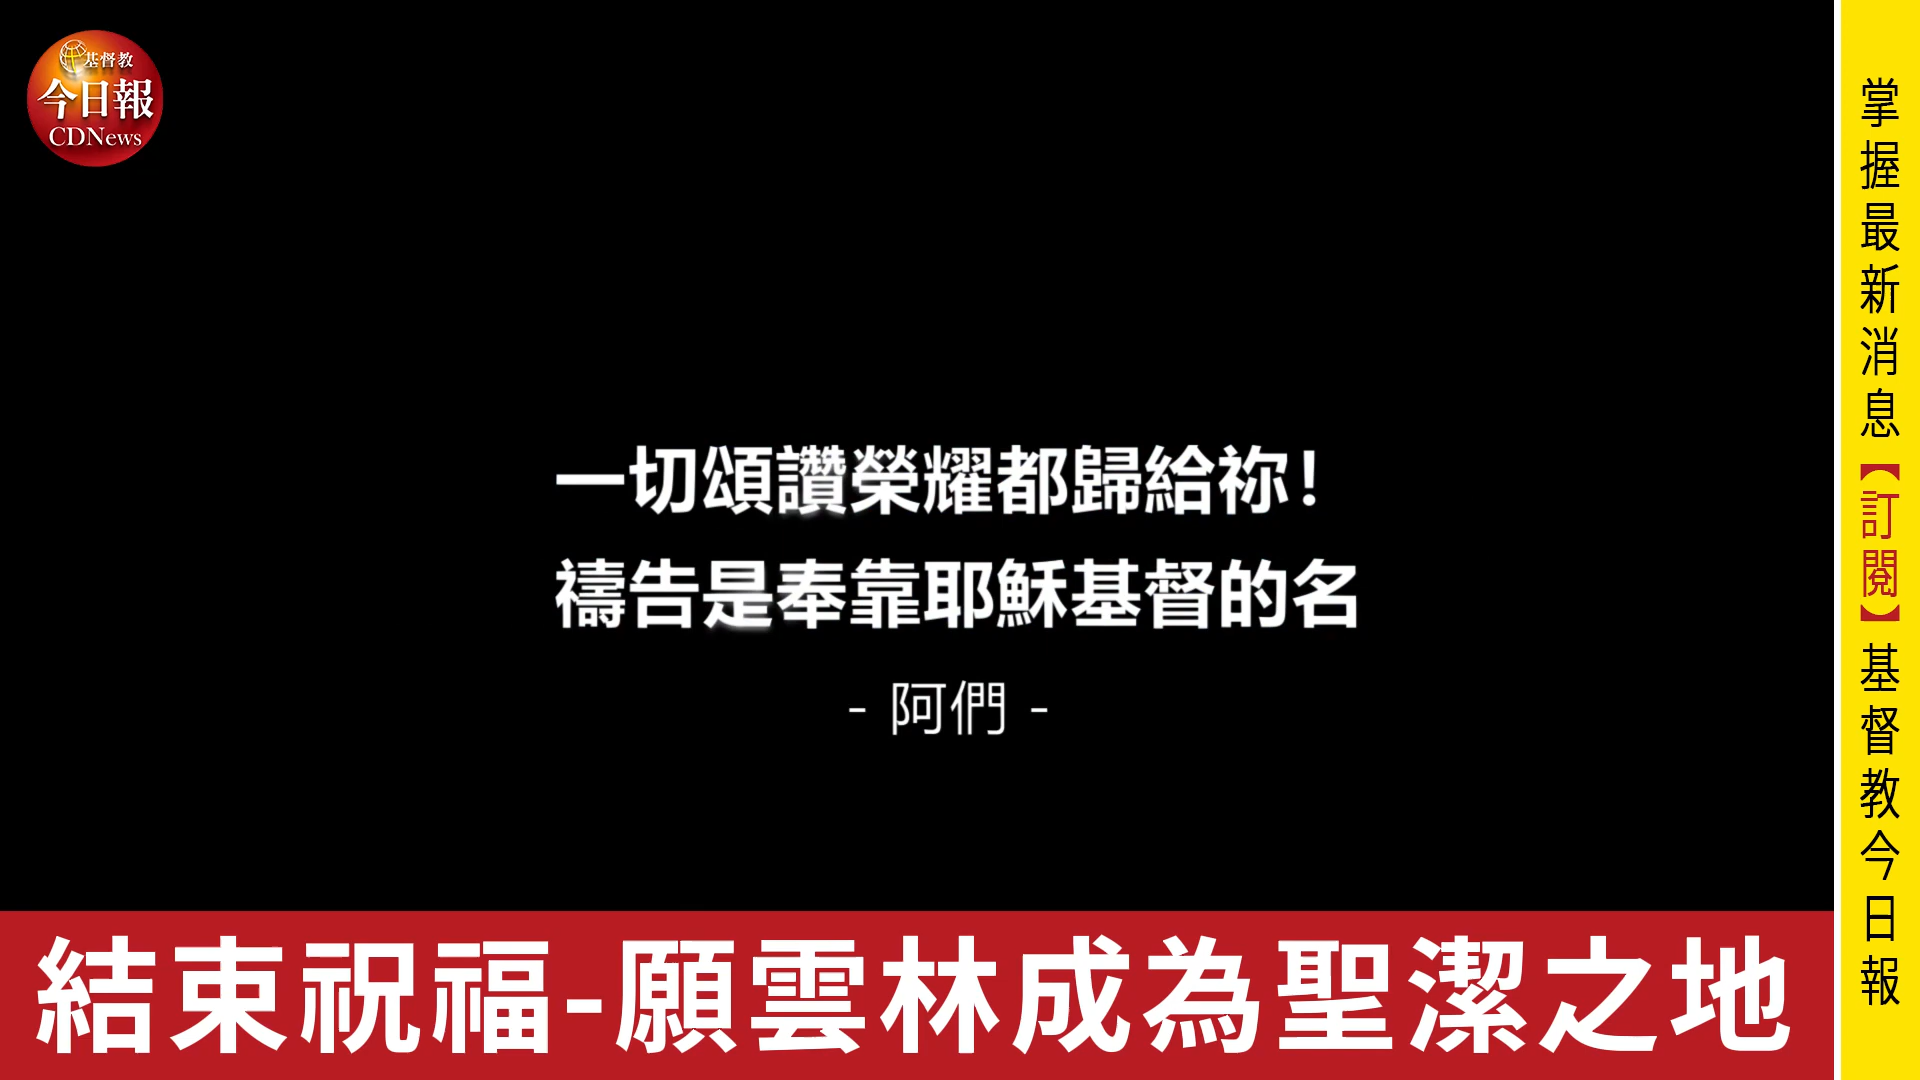 基督教
今日報
CDNews
一切頌讚榮耀都歸給祢!
禱告是奉靠耶穌基督的名
- 阿們 -
結束祝福-願雲林成為聖潔之地
掌握最新消息【訂閱】基督教今日報